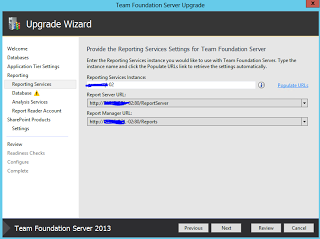 Team Foundation Server Upgrade
Upgrade Wizard
Welcome
Databases
Application Tier Settings
Reporting
Reporting Services
Database
Analysis Services
Report Reader Account
SharePoint Products
Settings
Review
Readiness Checks
Configure
Complete
Provide the Reporting Services Settings for Team Foundation Server
Enter the Reporting Services instance you would like to use with Team Foundation Server. Type the
instance name and click the Populate URLs link to retrieve the settings automatically.
Reporting Services Instance:
Populate URLs
Report Server URL:
http:// :80/ReportServer
Report Manager URL:
http:// :80/Reports
Team Foundation Server 2013
Previous
Next
Review
Cancel